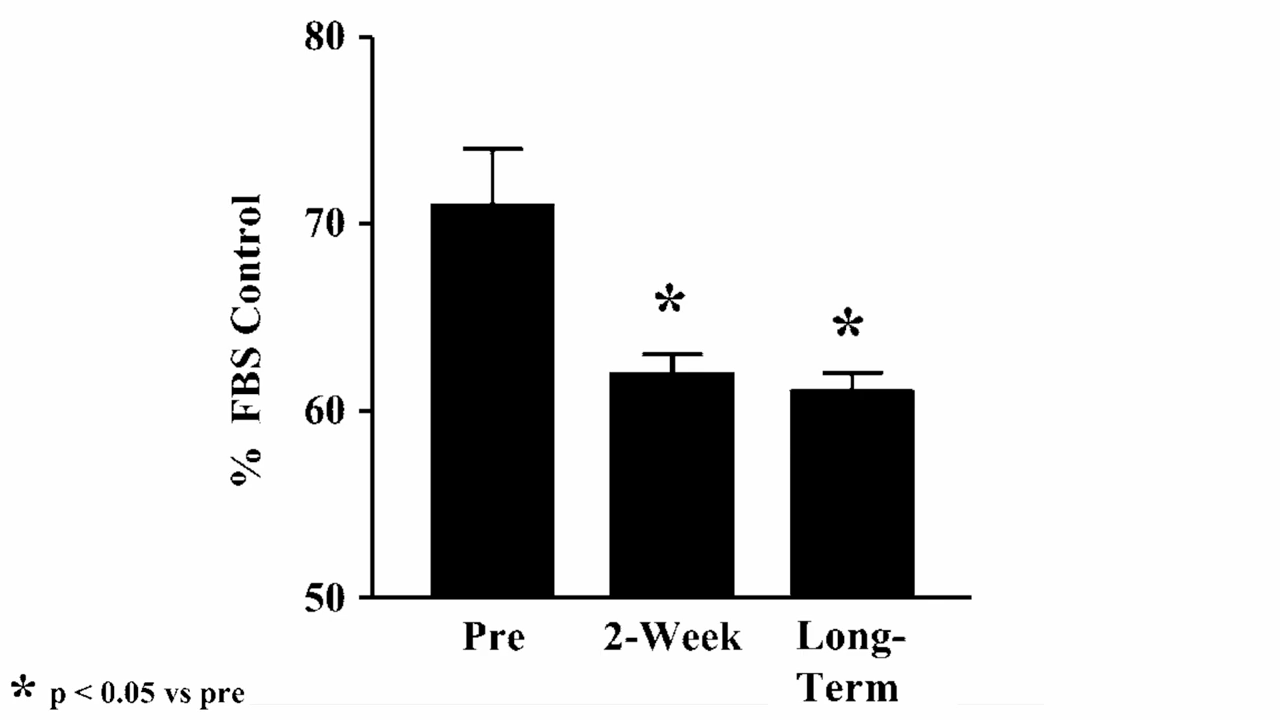 80
70
60
50
% FBS Control
*
*
Pre
2-Week
Long-
Term
* p < 0.05 vs pre